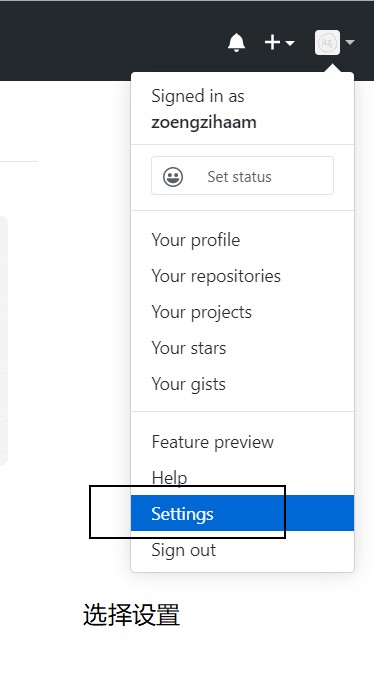 Signed in as
zoengzihaam
Set status
Your profile
Your repositories
Your projects
Your stars
Your gists
Feature preview
Help
Settings
Sign out
选择设置